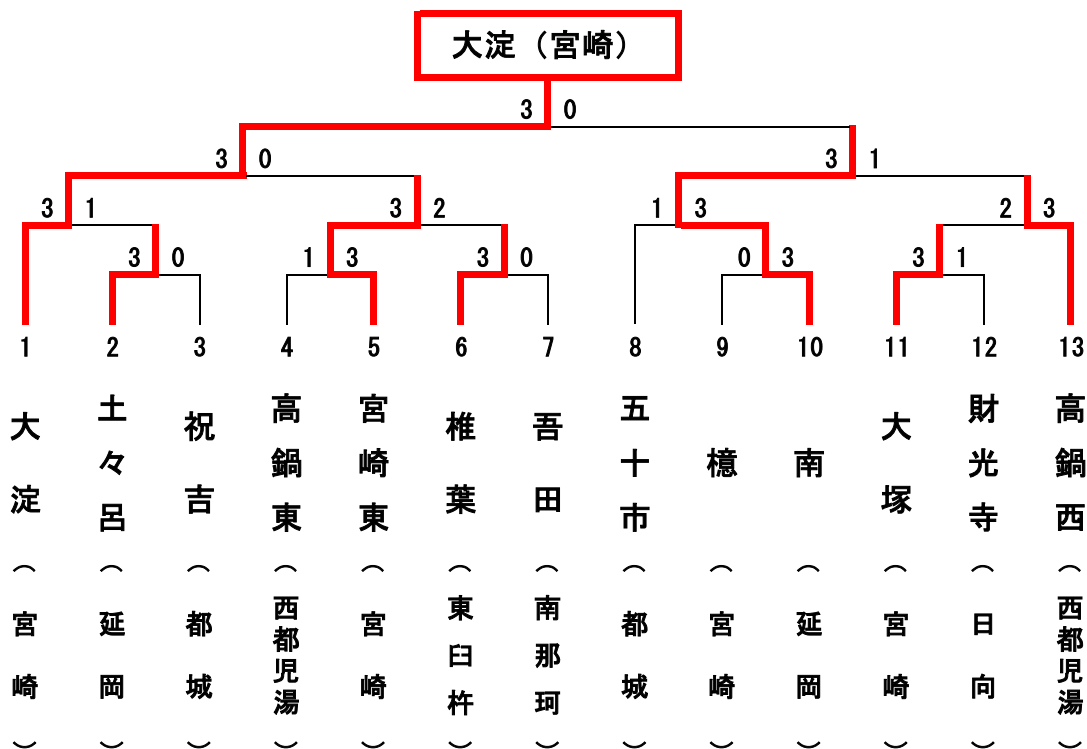 大淀（宮崎）
3 0
3 0 3 1
3 1 3 2 1 3 2 3
3 0 1 3 3 0 0 3 3 1
1 2 3 4 5 6 7 8 9 10 11 12 13
大淀（宮崎）
土々呂（延岡）
祝吉（都城）
高鍋東（西都児湯）
宮崎東（宮崎）
椎葉（東臼杵）
吾田（南那珂）
五十市（都城）
檍（宮崎）
南（延岡）
大塚（宮崎）
財光寺（日向）
高鍋西（西都児湯）